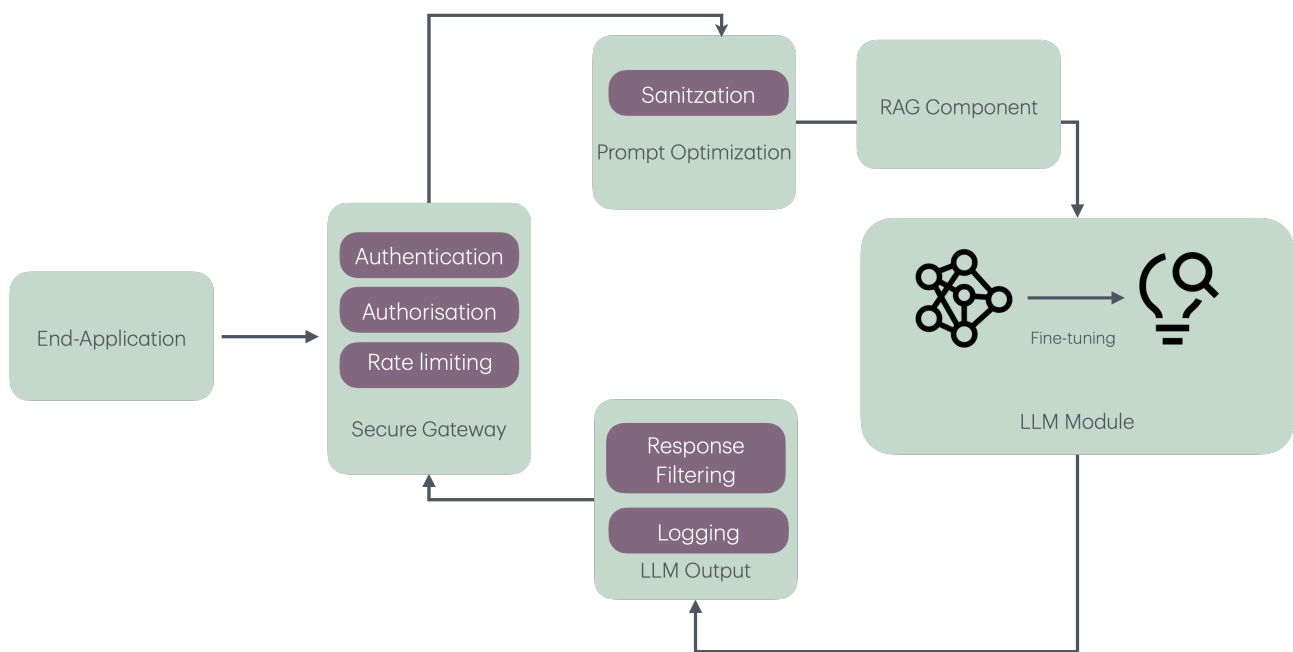 Sanitzation
Prompt Optimization
RAG Component
Authentication
Authorisation
Rate limiting
Secure Gateway
End-Application
Fine-tuning
LLM Module
Response
Filtering
Logging
LLM Output